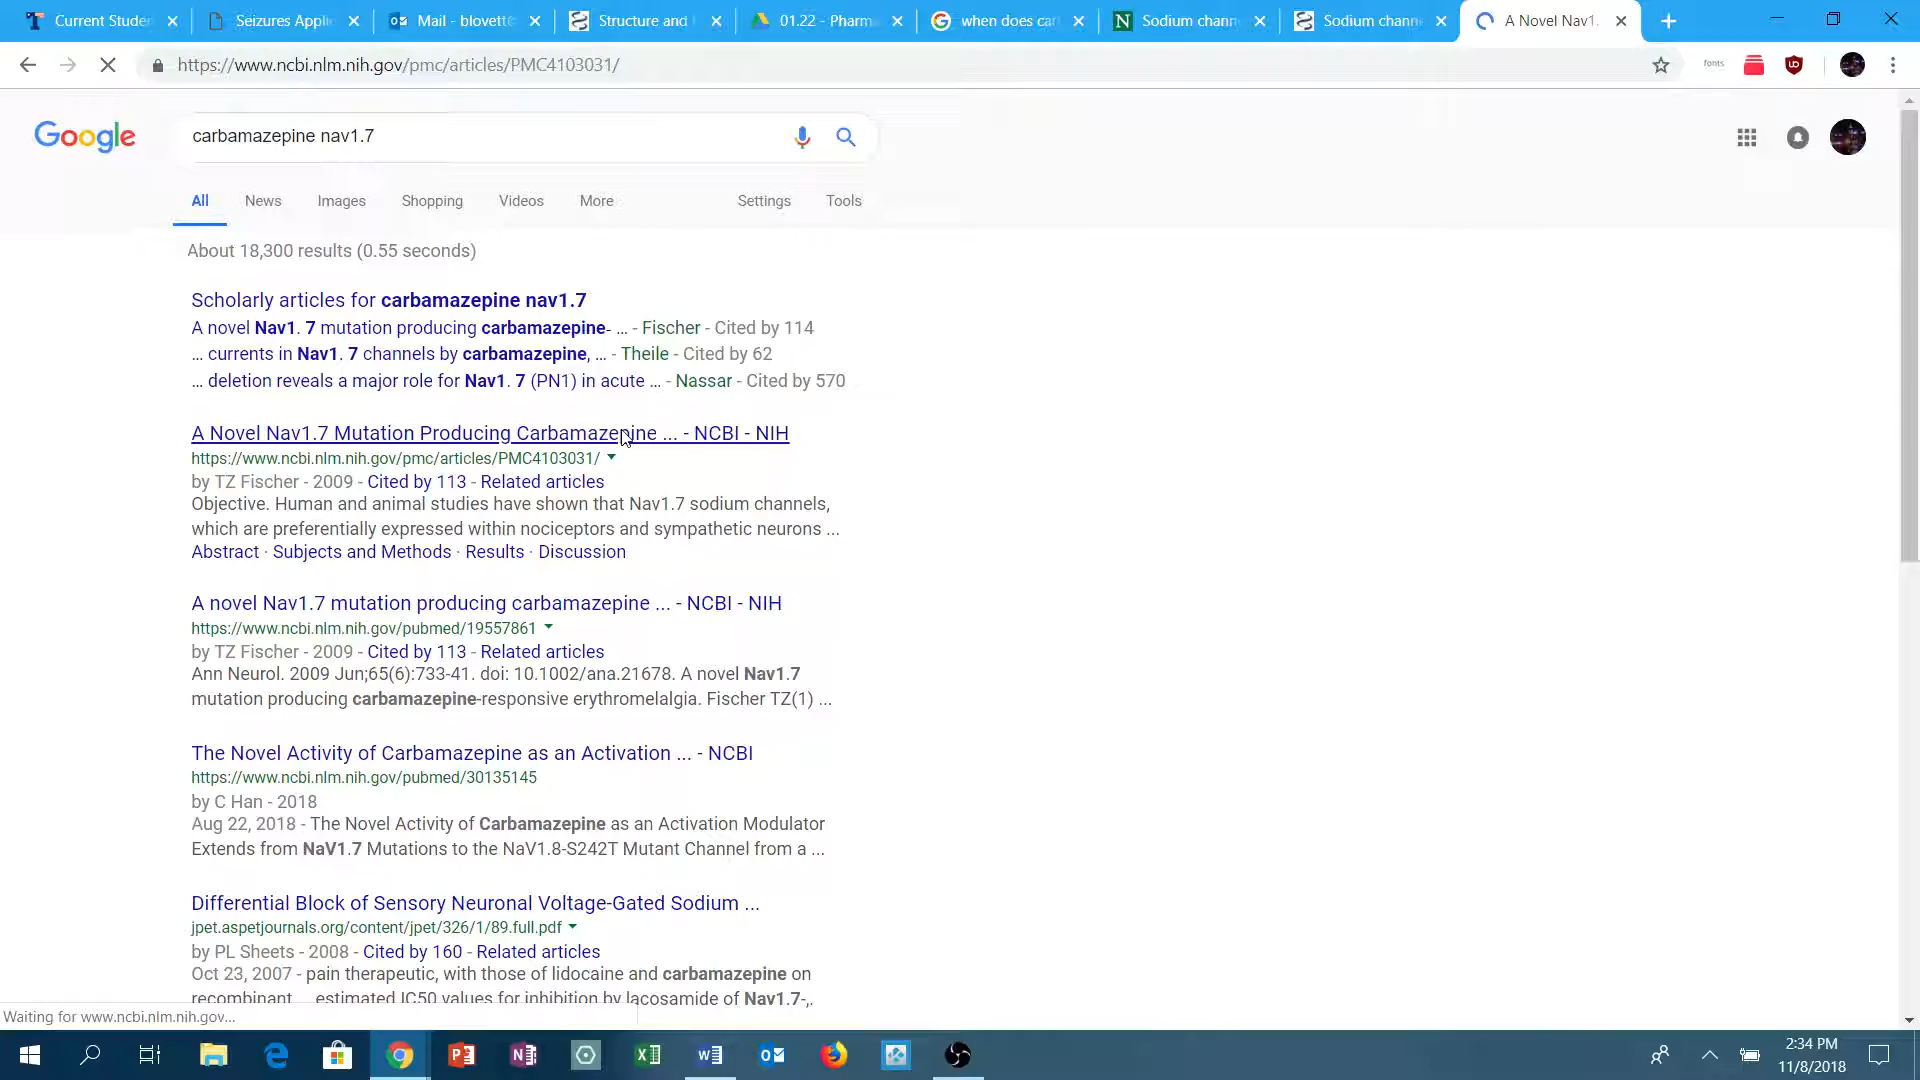 Current Studer
Seizures Appli
Mail - blovett
Structure and
01.22 - Pharm
when does car
Sodium chann
Sodium chann
A Novel Nav1.
https://www.ncbi.nlm.nih.gov/pmc/articles/PMC4103031/
fonts
Google
carbamazepine nav1.7
All News Images Shopping Videos More Settings Tools
About 18,300 results (0.55 seconds)
Scholarly articles for carbamazepine nav1.7
A novel Nav1. 7 mutation producing carbamazepine- ... - Fischer - Cited by 114
... currents in Nav1. 7 channels by carbamazepine, ... - Theile - Cited by 62
... deletion reveals a major role for Nav1. 7 (PN1) in acute ... - Nassar - Cited by 570
A Novel Nav1.7 Mutation Producing Carbamazepine ... - NCBI - NIH
https://www.ncbi.nlm.nih.gov/pmc/articles/PMC4103031/
by TZ Fischer - 2009 - Cited by 113 - Related articles
Objective. Human and animal studies have shown that Nav1.7 sodium channels,
which are preferentially expressed within nociceptors and sympathetic neurons ...
Abstract · Subjects and Methods · Results · Discussion
A novel Nav1.7 mutation producing carbamazepine ... - NCBI - NIH
https://www.ncbi.nlm.nih.gov/pubmed/19557861
by TZ Fischer - 2009 - Cited by 113 - Related articles
Ann Neurol. 2009 Jun;65(6):733-41. doi: 10.1002/ana.21678. A novel Nav1.7
mutation producing carbamazepine-responsive erythromelalgia. Fischer TZ(1) ...
The Novel Activity of Carbamazepine as an Activation ... - NCBI
https://www.ncbi.nlm.nih.gov/pubmed/30135145
by C Han - 2018
Aug 22, 2018 - The Novel Activity of Carbamazepine as an Activation Modulator
Extends from NaV1.7 Mutations to the NaV1.8-S242T Mutant Channel from a ...
Differential Block of Sensory Neuronal Voltage-Gated Sodium ...
jpet.aspetjournals.org/content/jpet/326/1/89.full.pdf
by PL Sheets - 2008 - Cited by 160 - Related articles
Oct 23, 2007 - pain therapeutic, with those of lidocaine and carbamazepine on
recombinant ... estimated IC50 values for inhibition by lacosamide of Nav1.7-,.
Waiting for www.ncbi.nlm.nih.gov...
2:34 PM
11/8/2018